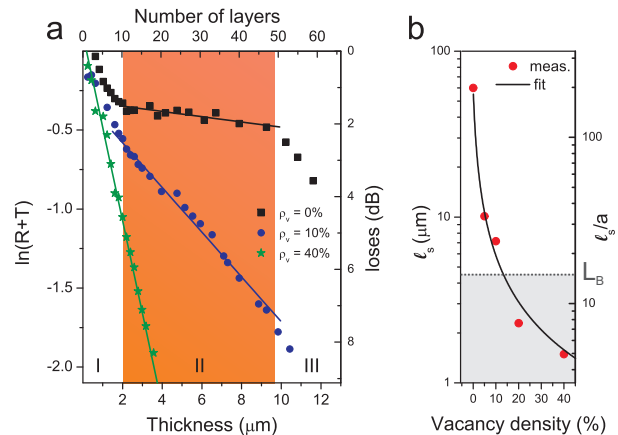 a
Number of layers
0 10 20 30 40 50 60
-0.5
-1.0
-1.5
-2.0
ln(R+T)
0
2
4
6
8
loses (dB)
ρv = 0%
ρv = 10%
ρv = 40%
I
II
III
0 2 4 6 8 10 12
Thickness (μm)
b
meas.
fit
100
10
1
ℓs (μm)
100
10
ℓs/a
LB
0 10 20 30 40
Vacancy density (%)